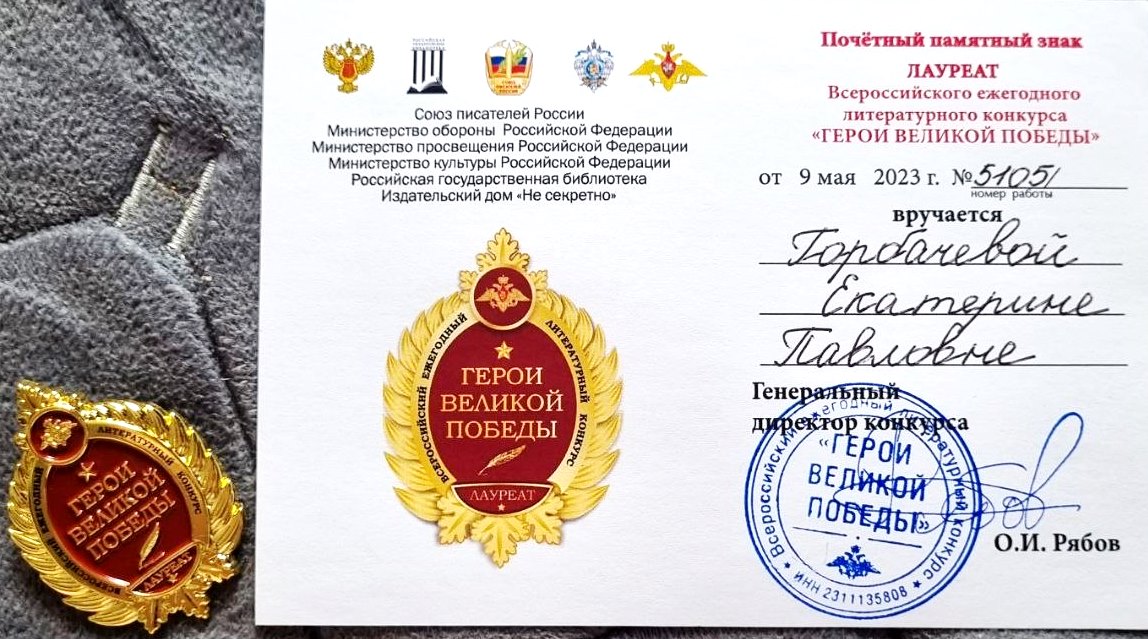 Союз писателей России
Министерство обороны Российской Федерации
Министерство просвещения Российской Федерации
Министерство культуры Российской Федерации
Российская государственная библиотека
Издательский дом «Не секретно»
ВСЕРОССИЙСКИЙ ЕЖЕГОДНЫЙ ЛИТЕРАТУРНЫЙ КОНКУРС
ГЕРОИ
ВЕЛИКОЙ
ПОБЕДЫ
ЛАУРЕАТ
Почётный памятный знак
ЛАУРЕАТ
Всероссийского ежегодного
литературного конкурса
«ГЕРОИ ВЕЛИКОЙ ПОБЕДЫ»
от 9 мая 2023 г. №51051
номер работы
вручается
Горбачевой
Екатерине
Павловне
Генеральный
директор конкурса
Всероссийский ежегодный литературный конкурс
«ГЕРОИ
ВЕЛИКОЙ
ПОБЕДЫ»
ИНН 2311135808
О.И. Рябов
ВСЕРОССИЙСКИЙ ЕЖЕГОДНЫЙ ЛИТЕРАТУРНЫЙ КОНКУРС
ГЕРОИ
ВЕЛИКОЙ
ПОБЕДЫ
ЛАУРЕАТ